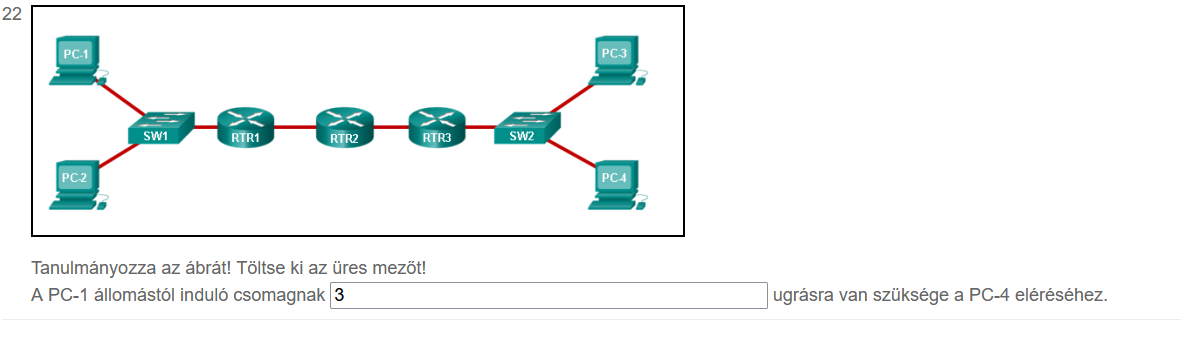 22
PC-1
PC-3
SW1
RTR1
RTR2
RTR3
SW2
PC-2
PC-4
Tanulmányozza az ábrát! Töltse ki az üres mezőt!
A PC-1 állomástól induló csomagnak 3 ugrásra van szüksége a PC-4 eléréséhez.